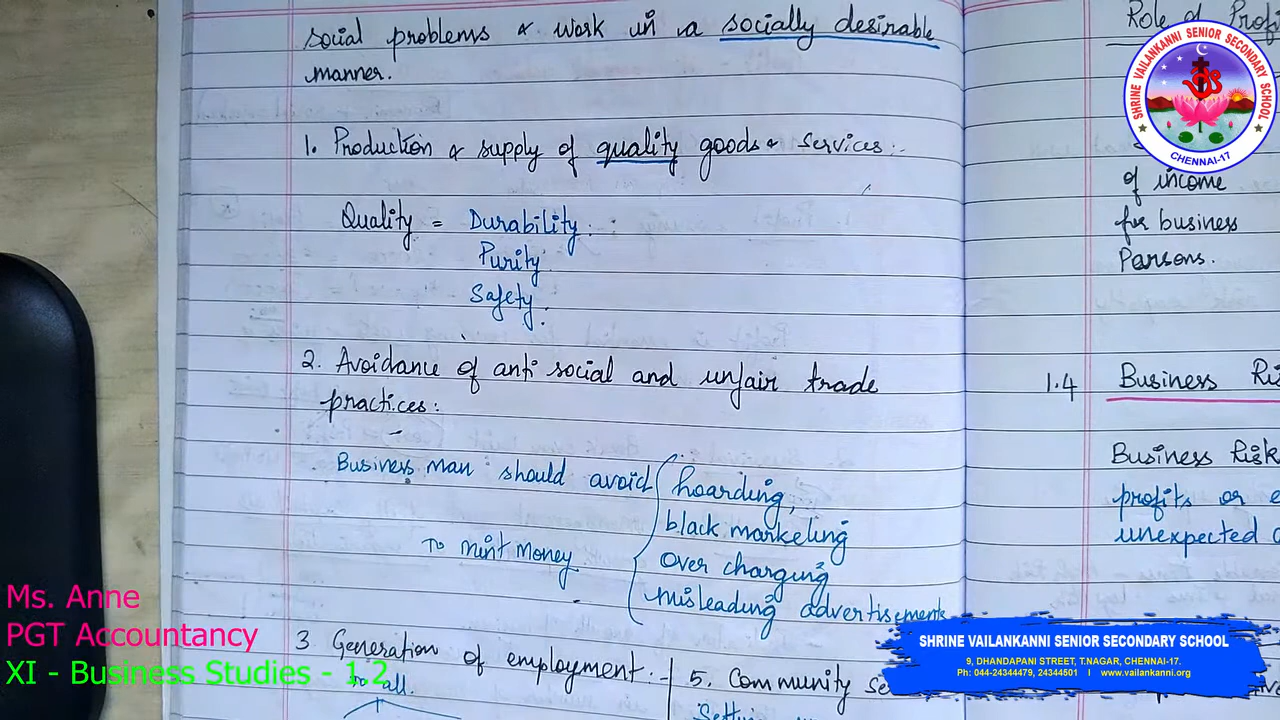 social problems & work in a socially desirable
manner.
1. Production & supply of quality goods & services:-
Quality = Durability
Purity
Safety
2. Avoidance of anti social and unfair trade
practices:
Business man should avoid hoarding,
black marketing
To mint money
over charging
misleading advertisements
3 Generation of employment:-
to all.
5. Community Se
Role of Prof
of income
for business
Persons.
1.4 Business Ri
Business Risk
profits or
unexpected
SHRINE VAILANKANNI SENIOR SECONDARY SCHOOL
CHENNAI-17
Ms. Anne
PGT Accountancy
XI - Business Studies - 1.2
SHRINE VAILANKANNI SENIOR SECONDARY SCHOOL
9, DHANDAPANI STREET, T.NAGAR, CHENNAI-17.
Ph: 044-24344479, 24344501 I www.vailankanni.org